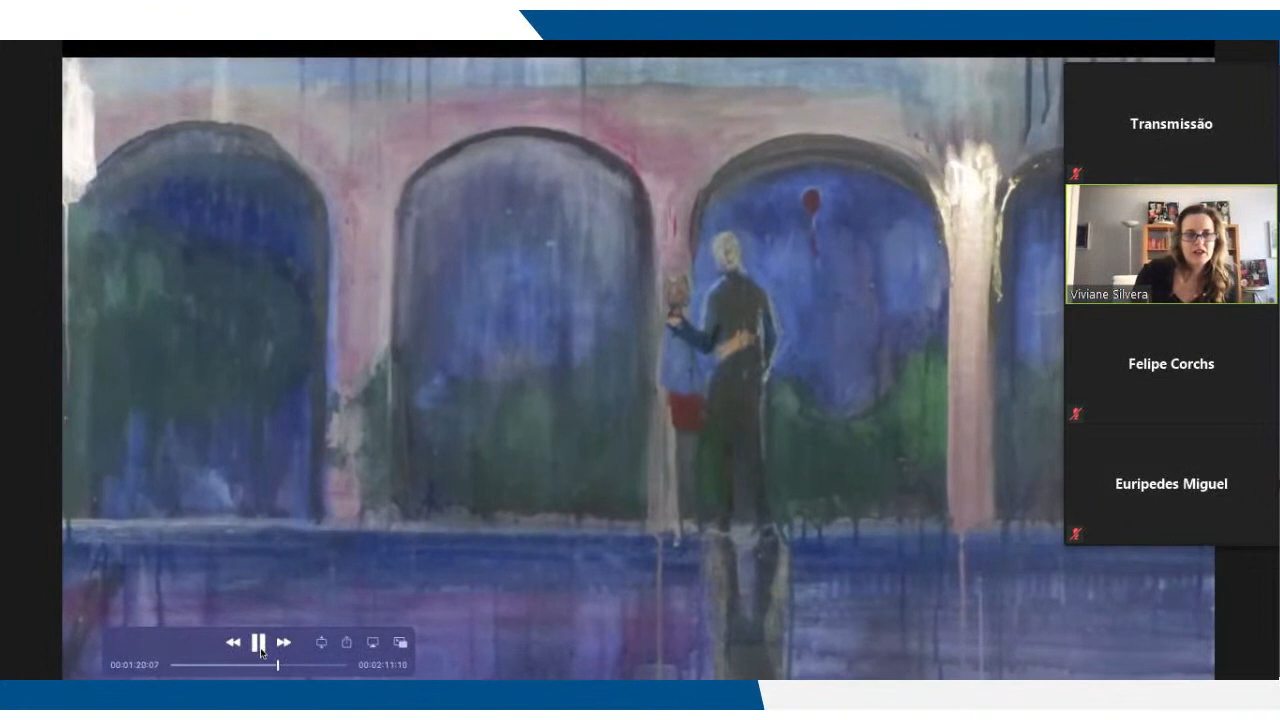 Transmissão
Viviane Silvera
Felipe Corchs
Euripedes Miguel
00:01:20:07
00:02:11:10